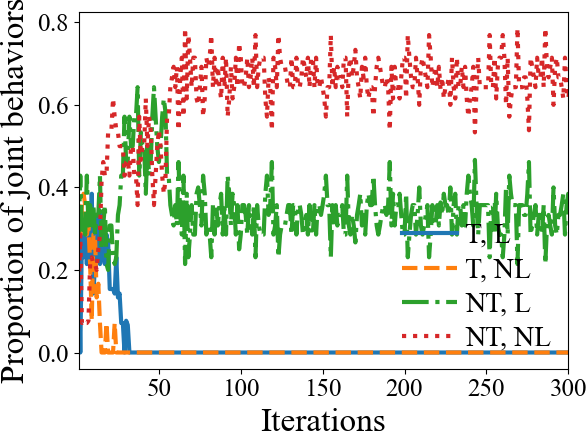 Proportion of joint behaviors
0.8
0.6
0.4
0.2
0.0
T, L
T, NL
NT, L
NT, NL
50
100
150
200
250
300
Iterations